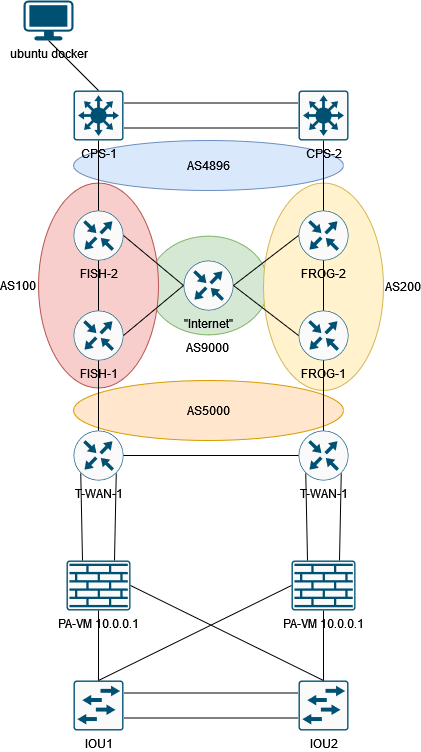 ubuntu docker
CPS-1
CPS-2
AS4896
FISH-2
FROG-2
AS100
AS200
"Internet"
AS9000
FISH-1
FROG-1
AS5000
T-WAN-1
T-WAN-1
PA-VM 10.0.0.1
PA-VM 10.0.0.1
IOU1
IOU2